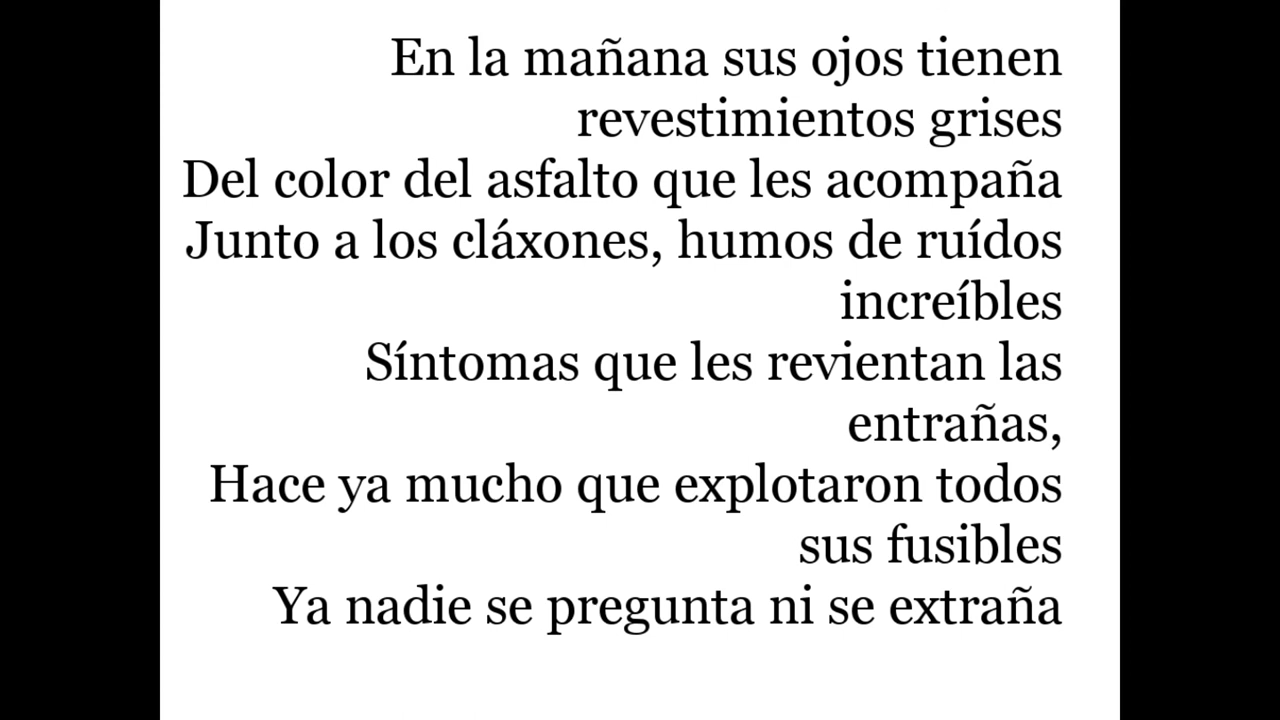 En la mañana sus ojos tienen
revestimientos grises
Del color del asfalto que les acompaña
Junto a los cláxones, humos de ruídos
increíbles
Síntomas que les revientan las
entrañas,
Hace ya mucho que explotaron todos
sus fusibles
Ya nadie se pregunta ni se extraña